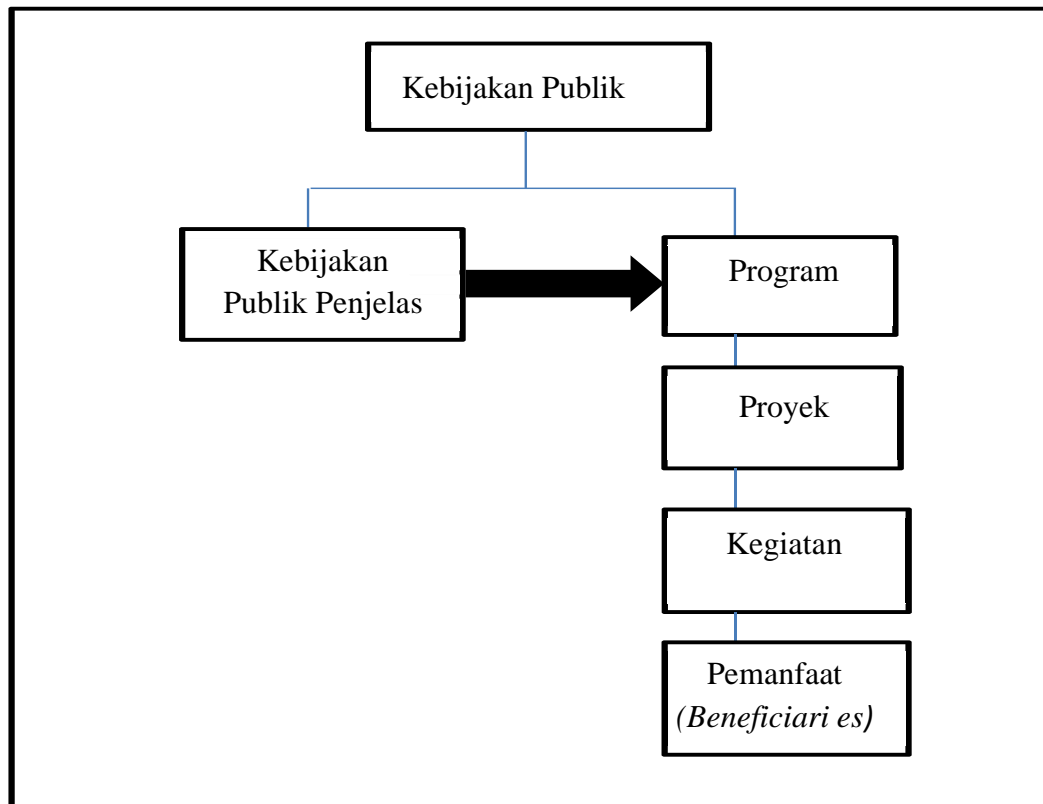 Kebijakan Publik
Kebijakan
Publik Penjelas
Program
Proyek
Kegiatan
Pemanfaat
(Beneficiari es)